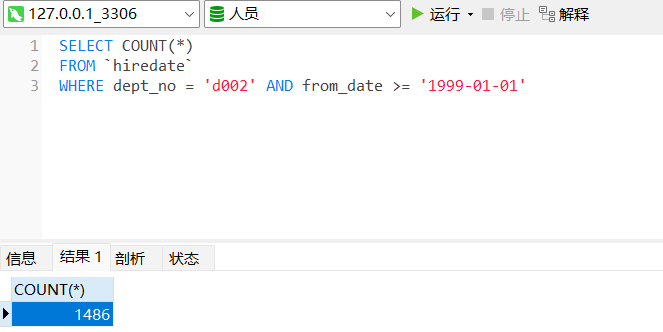 127.0.0.1_3306 人员 运行 停止 解释
1 SELECT COUNT(*)
2 FROM `hiredate`
3 WHERE dept_no = 'd002' AND from_date >= '1999-01-01'
信息 结果 1 剖析 状态
COUNT(*)
1486